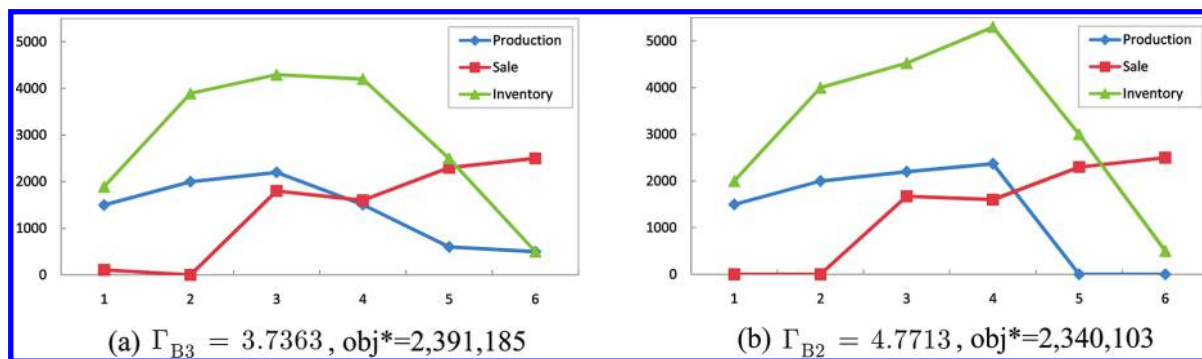 5000
4000
3000
2000
1000
0
1 2 3 4 5 6
Production
Sale
Inventory
(a) Γ_B3 = 3.7363, obj*=2,391,185
5000
4000
3000
2000
1000
0
1 2 3 4 5 6
Production
Sale
Inventory
(b) Γ_B2 = 4.7713, obj*=2,340,103